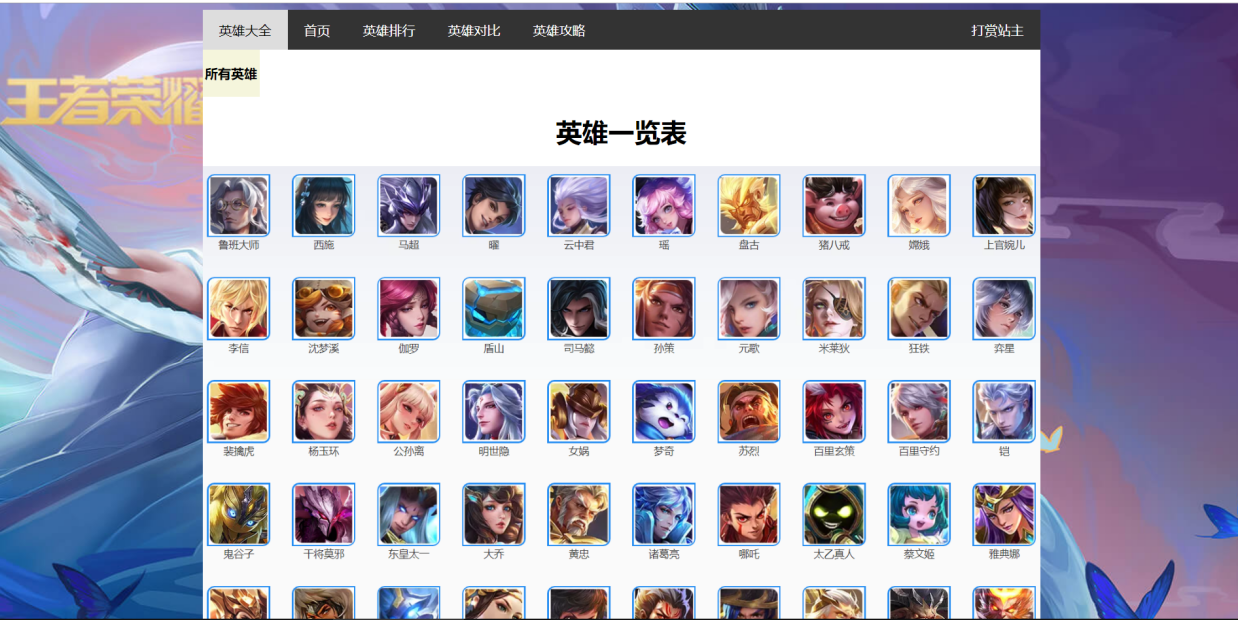 英雄大全 首页 英雄排行 英雄对比 英雄攻略 打赏站主
所有英雄
王者荣耀
英雄一览表
鲁班大师 西施 马超 曜 云中君 瑶 盘古 猪八戒 嫦娥 上官婉儿
李信 沈梦溪 伽罗 盾山 司马懿 孙策 元歌 米莱狄 狂铁 弈星
裴擒虎 杨玉环 公孙离 明世隐 女娲 梦奇 苏烈 百里玄策 百里守约 铠
鬼谷子 干将莫邪 东皇太一 大乔 黄忠 诸葛亮 哪吒 太乙真人 蔡文姬 雅典娜